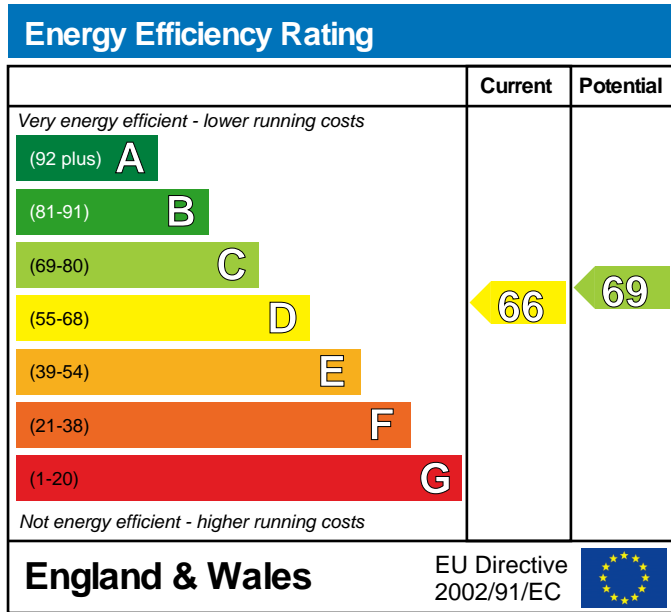 Energy Efficiency Rating
Current Potential
Very energy efficient - lower running costs
(92 plus) A
(81-91) B
(69-80) C
(55-68) D
(39-54) E
(21-38) F
(1-20) G
66
69
Not energy efficient - higher running costs
England & Wales
EU Directive
2002/91/EC